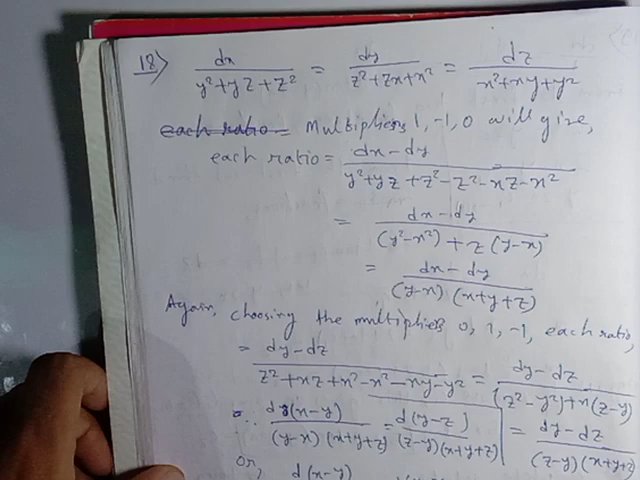 18) dx/(y²+yz+z²) = dy/(z²+zx+x²) = dz/(x²+xy+y²)
each ratio = Multipliers 1, -1, 0 will give,
each ratio = (dx-dy)/(y²+yz+z²-z²-xz-x²)
= (dx-dy)/((y²-x²)+z(y-x))
= (dx-dy)/((y-x)(x+y+z))
Again, choosing the multipliers 0, 1, -1, each ratio,
= (dy-dz)/(z²+xz+x²-x²-xy-y²) = (dy-dz)/((z²-y²)+x(z-y))
∴ d(x-y)/((y-x)(x+y+z)) = d(y-z)/((z-y)(x+y+z)) = (dy-dz)/((z-y)(x+y+z))
Or, d(x-y)